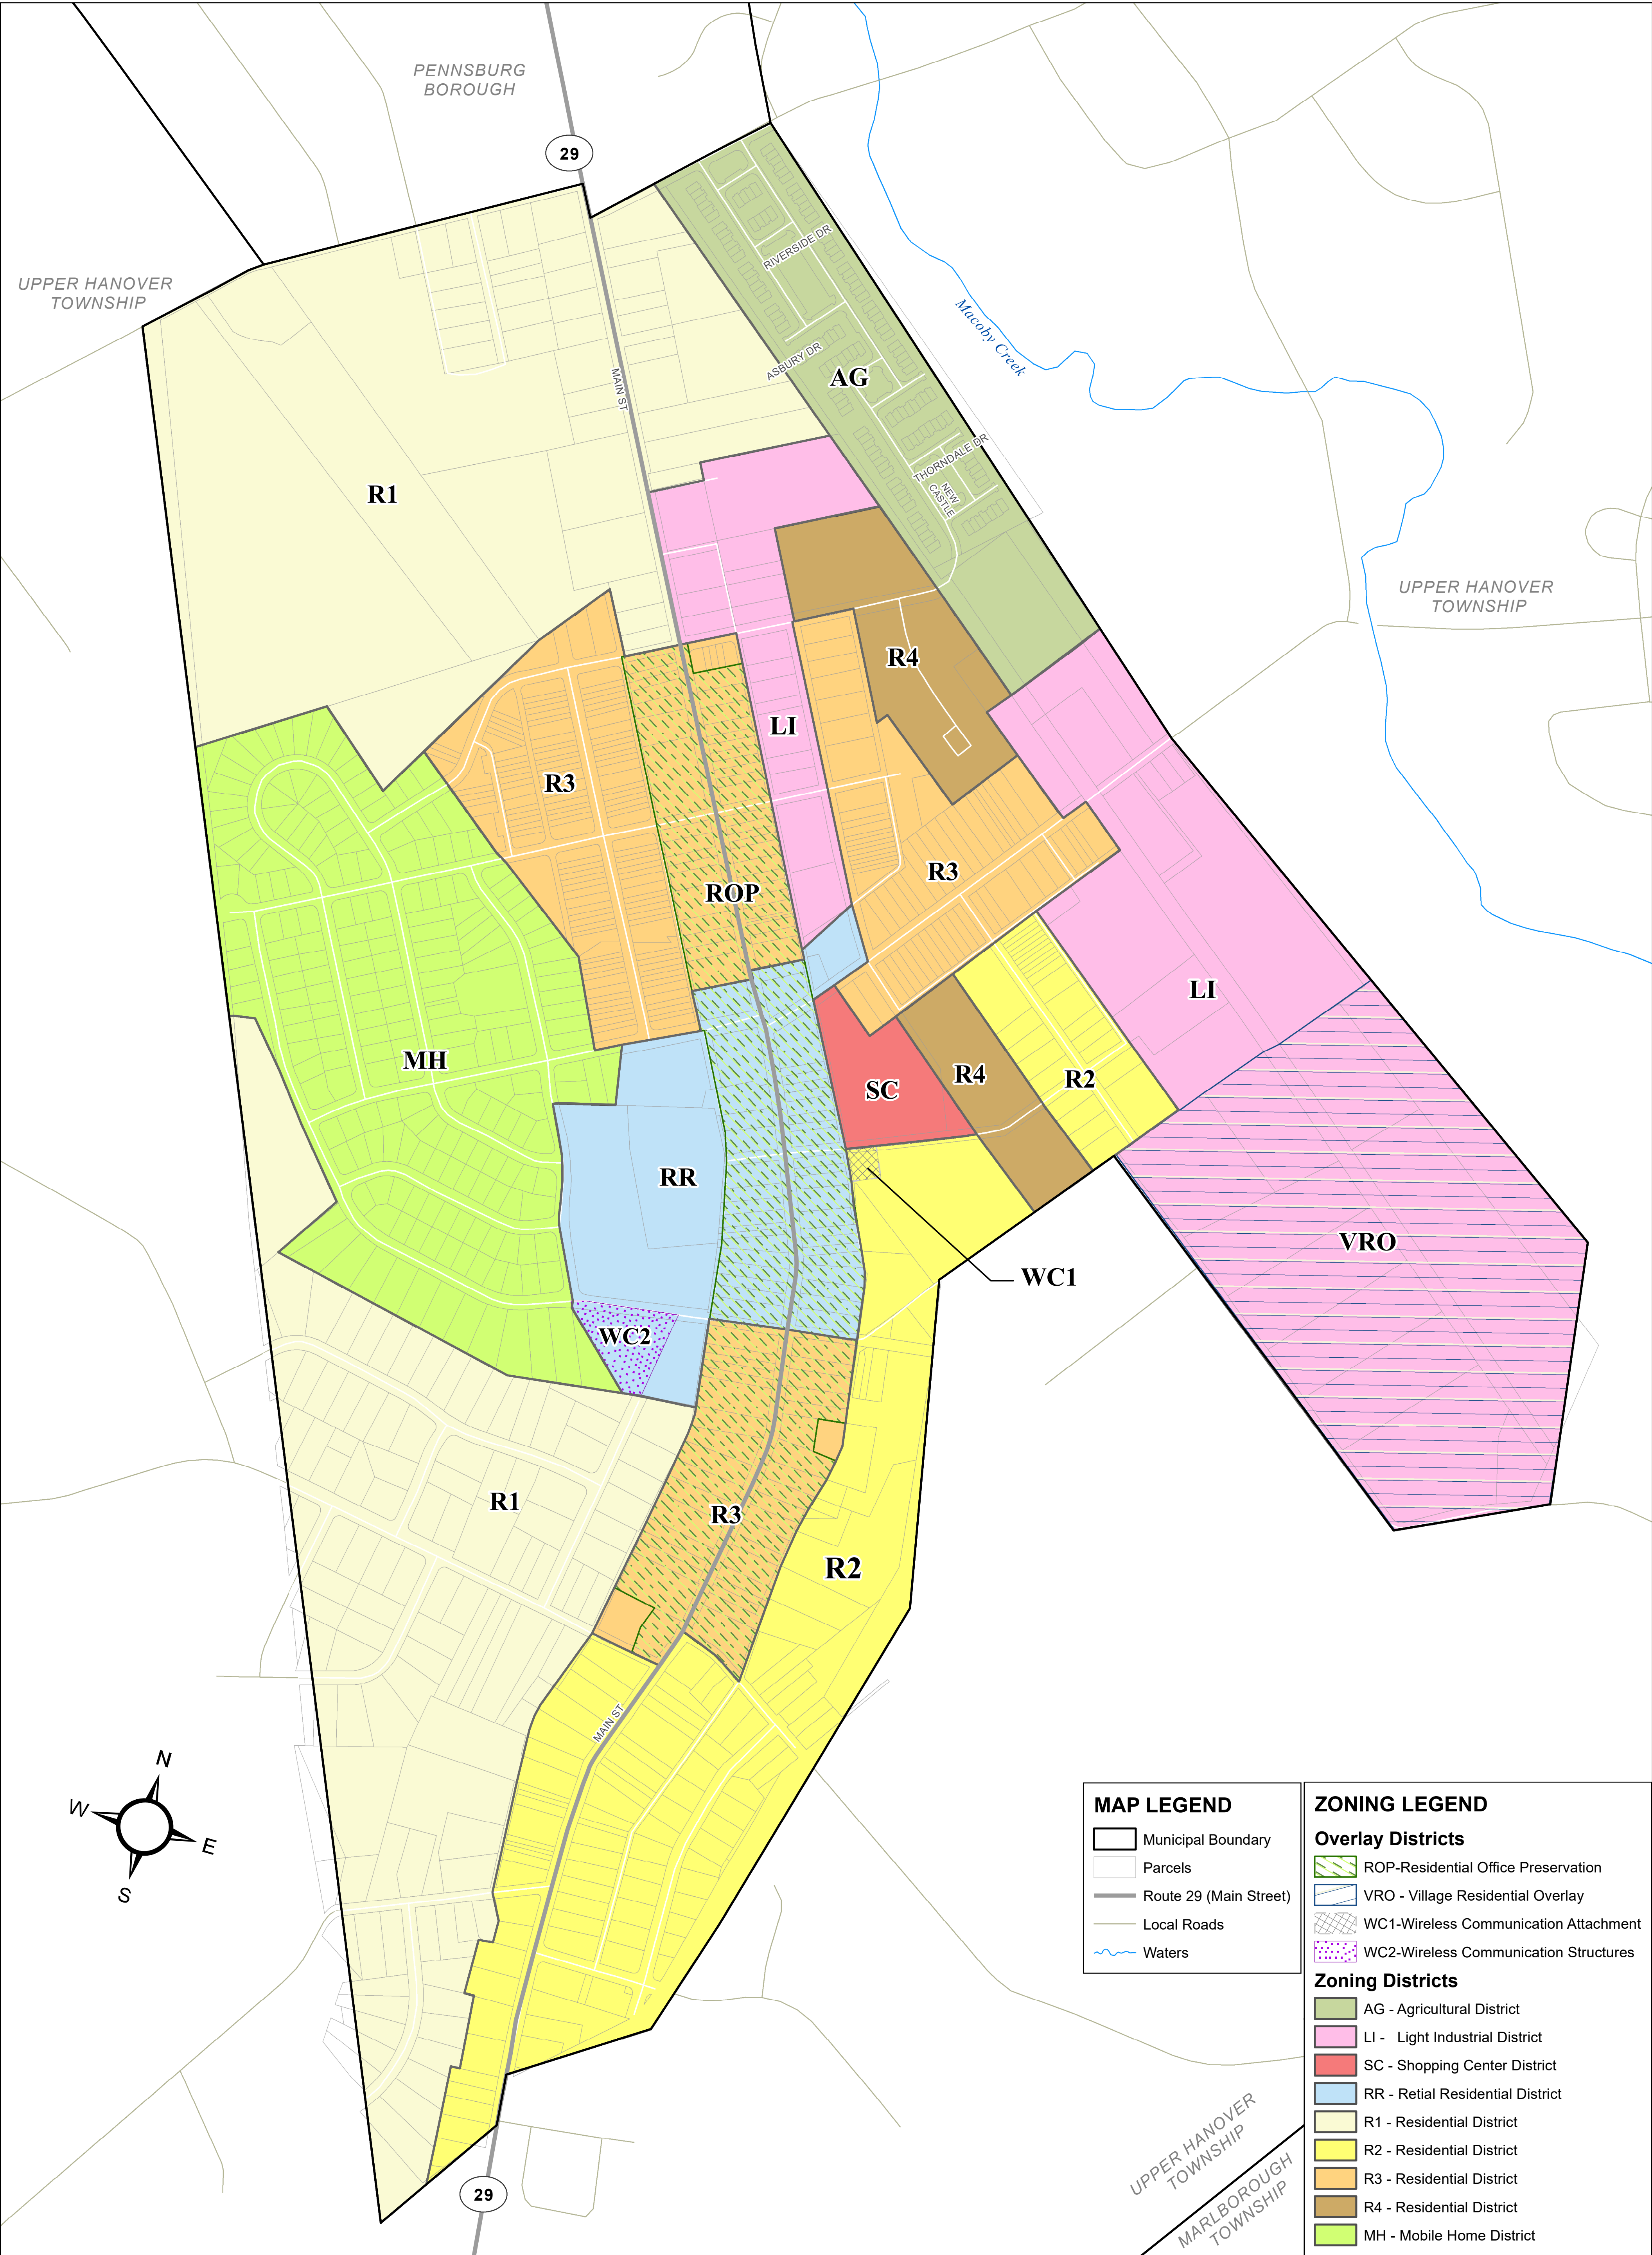 PENNSBURG
BOROUGH
29
UPPER HANOVER
TOWNSHIP
RIVERSIDE DR
Macoby Creek
ASBURY DR
MAIN ST
AG
THORNDALE DR
NEW
CASTLE
R1
UPPER HANOVER
TOWNSHIP
R4
LI
R3
R3
ROP
LI
MH
R4
R2
SC
RR
VRO
WC1
WC2
R1
R3
R2
MAIN ST
N
W
E
S
29
UPPER HANOVER
TOWNSHIP
MARLBOROUGH
TOWNSHIP
MAP LEGEND
Municipal Boundary
Parcels
Route 29 (Main Street)
Local Roads
Waters
ZONING LEGEND
Overlay Districts
ROP-Residential Office Preservation
VRO - Village Residential Overlay
WC1-Wireless Communication Attachment
WC2-Wireless Communication Structures
Zoning Districts
AG - Agricultural District
LI - Light Industrial District
SC - Shopping Center District
RR - Retial Residential District
R1 - Residential District
R2 - Residential District
R3 - Residential District
R4 - Residential District
MH - Mobile Home District